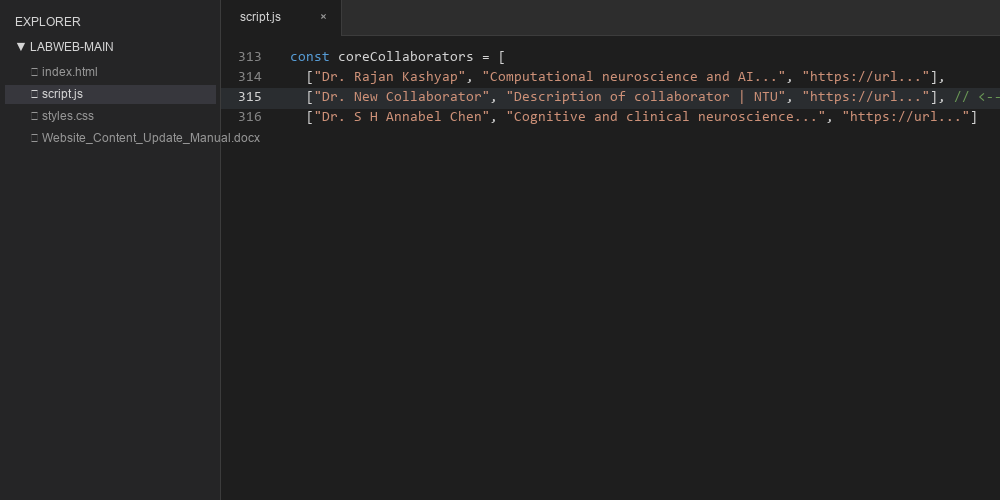 EXPLORER
▼ LABWEB-MAIN
index.html
script.js
styles.css
Website_Content_Update_Manual.docx
script.js ×
313 const coreCollaborators = [
314 ["Dr. Rajan Kashyap", "Computational neuroscience and AI...", "https://url..."],
315 ["Dr. New Collaborator", "Description of collaborator | NTU", "https://url..."], // <--
316 ["Dr. S H Annabel Chen", "Cognitive and clinical neuroscience...", "https://url..."]